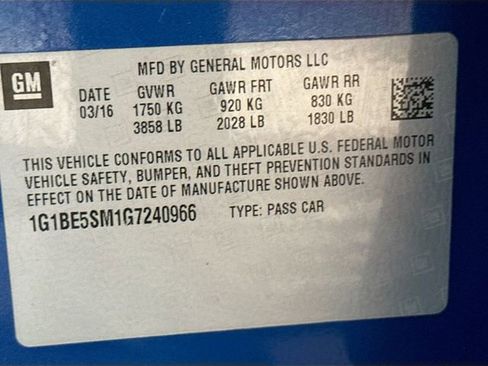 GM
MFD BY GENERAL MOTORS LLC
DATE GVWR GAWR FRT GAWR RR
03/16 1750 KG 920 KG 830 KG
3858 LB 2028 LB 1830 LB
THIS VEHICLE CONFORMS TO ALL APPLICABLE U.S. FEDERAL MOTOR
VEHICLE SAFETY, BUMPER, AND THEFT PREVENTION STANDARDS IN
EFFECT ON THE DATE OF MANUFACTURE SHOWN ABOVE.
1G1BE5SM1G7240966 TYPE: PASS CAR